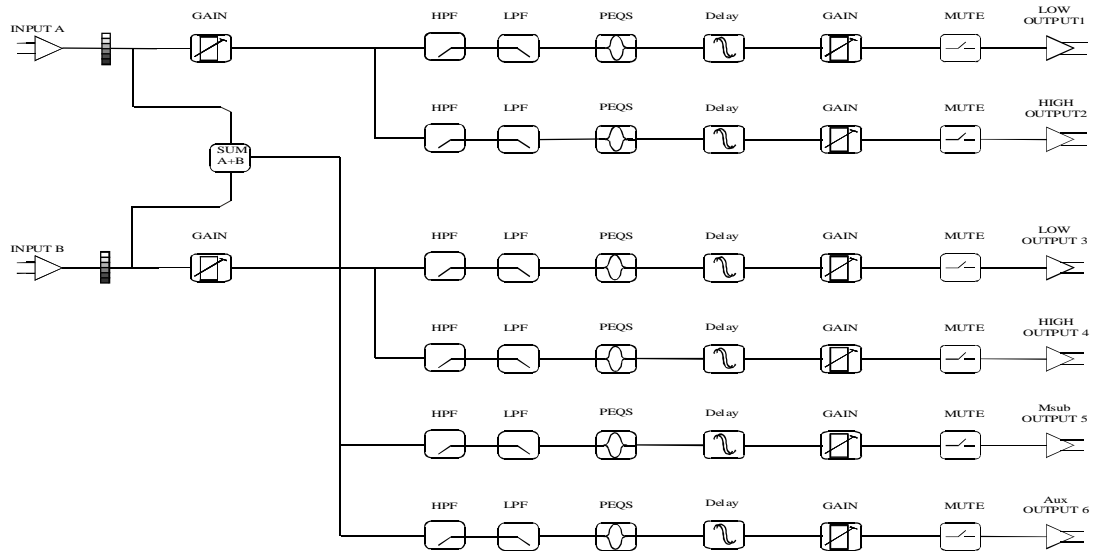 INPUT A
GAIN
HPF
LPF
PEQS
Delay
GAIN
MUTE
LOW
OUTPUT1
HPF
LPF
PEQS
Delay
GAIN
MUTE
HIGH
OUTPUT2
SUM
A+B
INPUT B
GAIN
HPF
LPF
PEQS
Delay
GAIN
MUTE
LOW
OUTPUT 3
HPF
LPF
PEQS
Delay
GAIN
MUTE
HIGH
OUTPUT 4
HPF
LPF
PEQS
Delay
GAIN
MUTE
Msub
OUTPUT 5
HPF
LPF
PEQS
Delay
GAIN
MUTE
Aux
OUTPUT 6